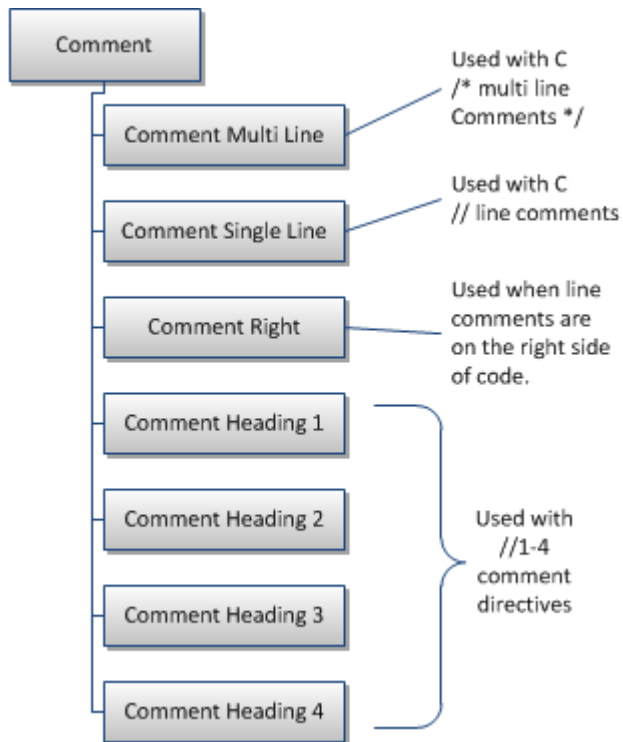 Comment
Used with C
/* multi line
Comments */
Comment Multi Line
Used with C
// line comments
Comment Single Line
Used when line
comments are
on the right side
of code.
Comment Right
Comment Heading 1
Comment Heading 2
Used with
//1-4
comment
directives
Comment Heading 3
Comment Heading 4